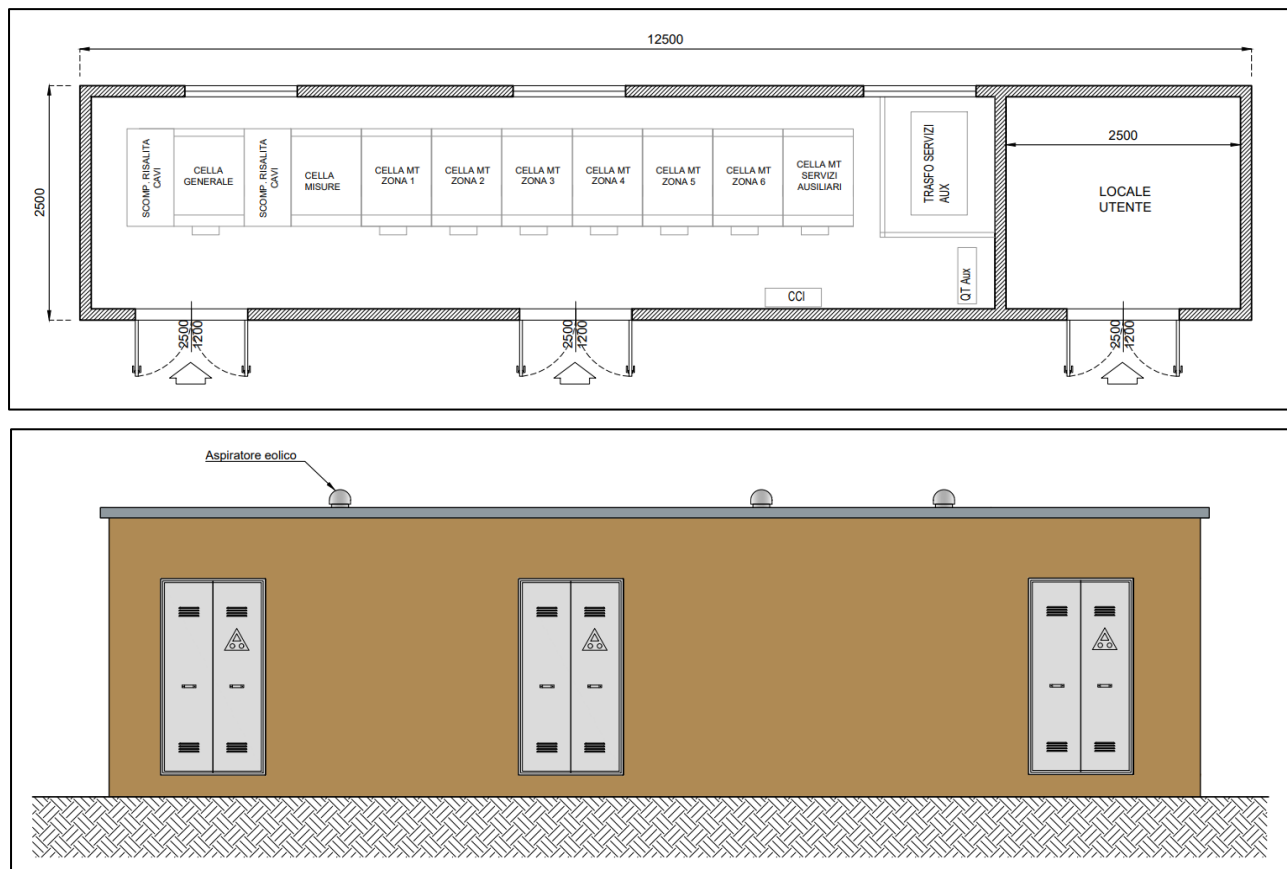 12500
2500
SCOMP. RISALITA
CAVI
CELLA
GENERALE
SCOMP. RISALITA
CAVI
CELLA
MISURE
CELLA MT
ZONA 1
CELLA MT
ZONA 2
CELLA MT
ZONA 3
CELLA MT
ZONA 4
CELLA MT
ZONA 5
CELLA MT
ZONA 6
CELLA MT
SERVIZI
AUSILIARI
TRASFO SERVIZI
AUX
2500
LOCALE
UTENTE
CCI
QT Aux
2500
1200
2500
1200
2500
1200
Aspiratore eolico